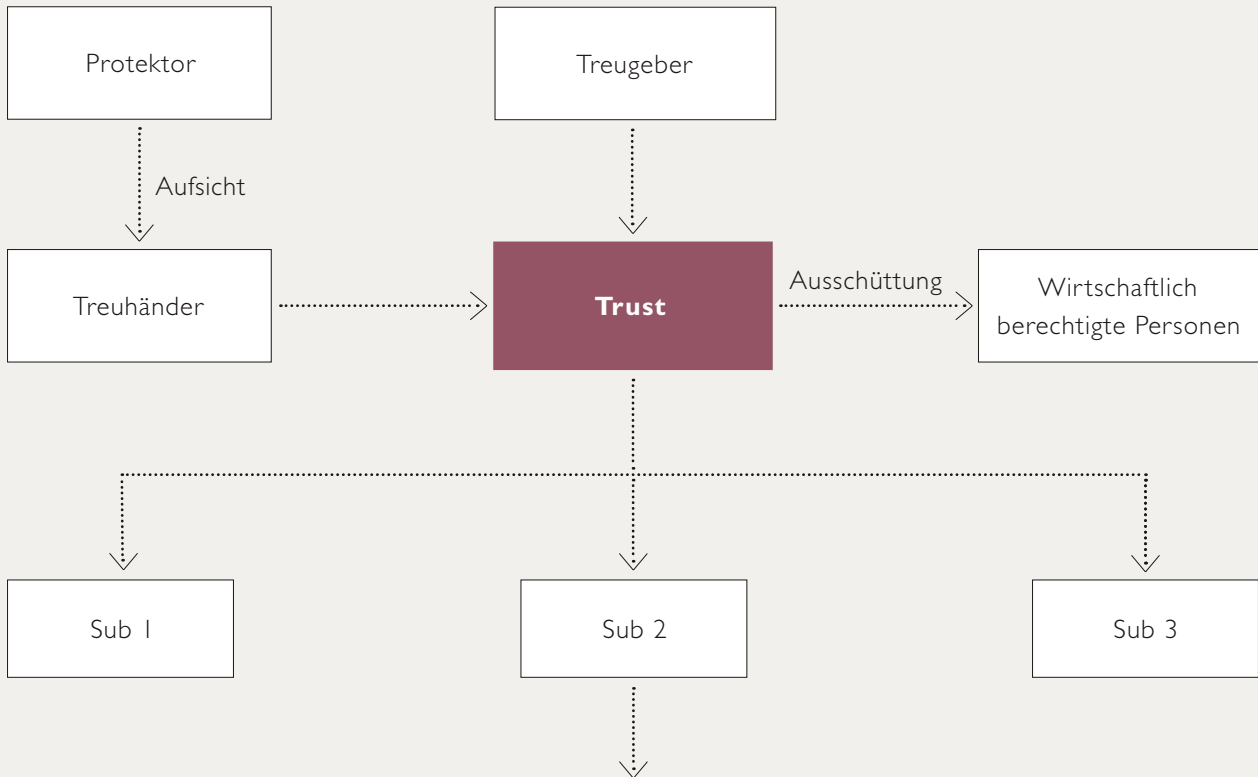 Protektor
Treugeber
Aufsicht
Treuhänder
Trust
Ausschüttung
Wirtschaftlich
berechtigte Personen
Sub 1
Sub 2
Sub 3